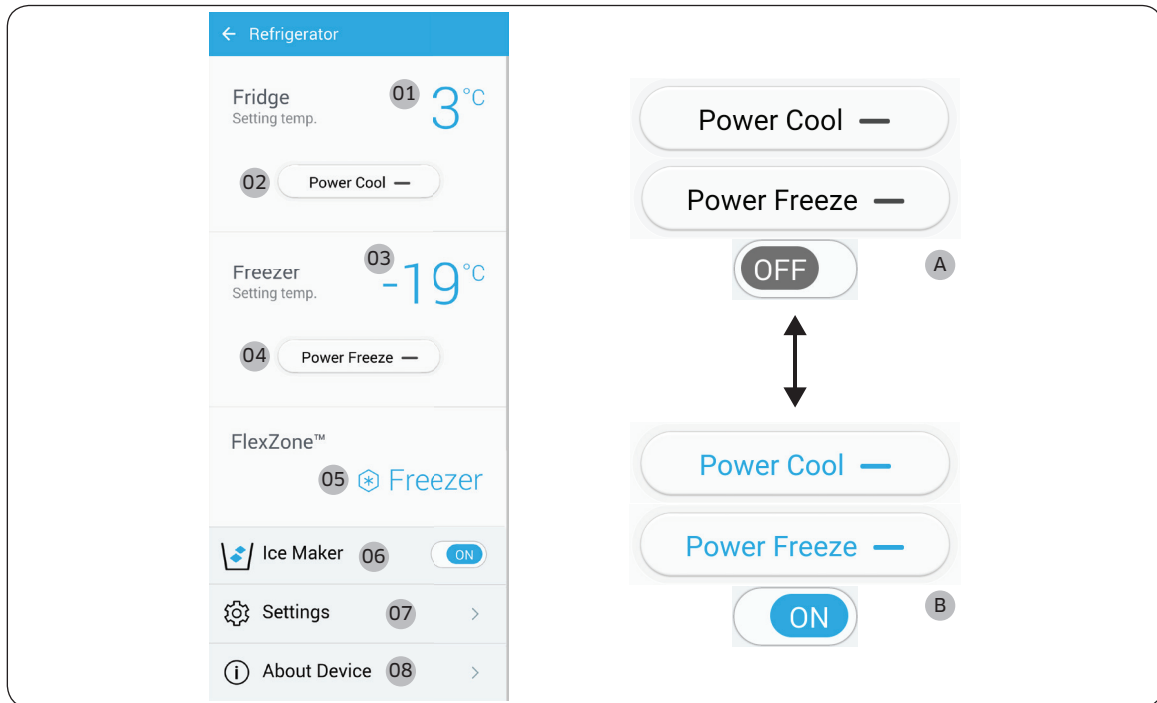 ← Refrigerator
Fridge
Setting temp.
01 3°C
02 Power Cool —
Freezer
Setting temp.
03 -19°C
04 Power Freeze —
FlexZone™
05 Freezer
Ice Maker 06 ON
Settings 07 >
About Device 08 >
Power Cool —
Power Freeze —
OFF A
Power Cool —
Power Freeze —
ON B